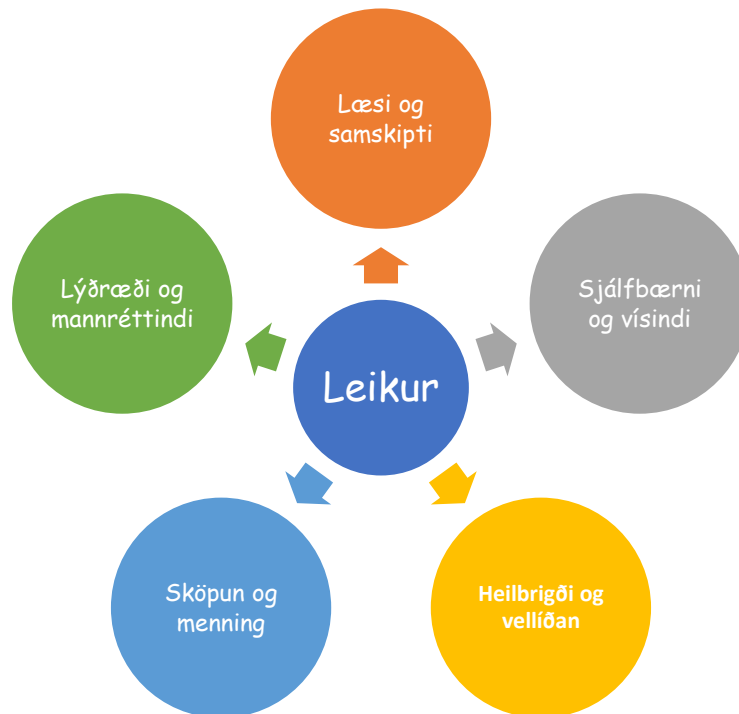 Læsi og
samskipti
Lýðræði og
mannréttindi
Sjálfbærni
og vísindi
Leikur
Sköpun og
menning
Heilbrigði og
vellíðan